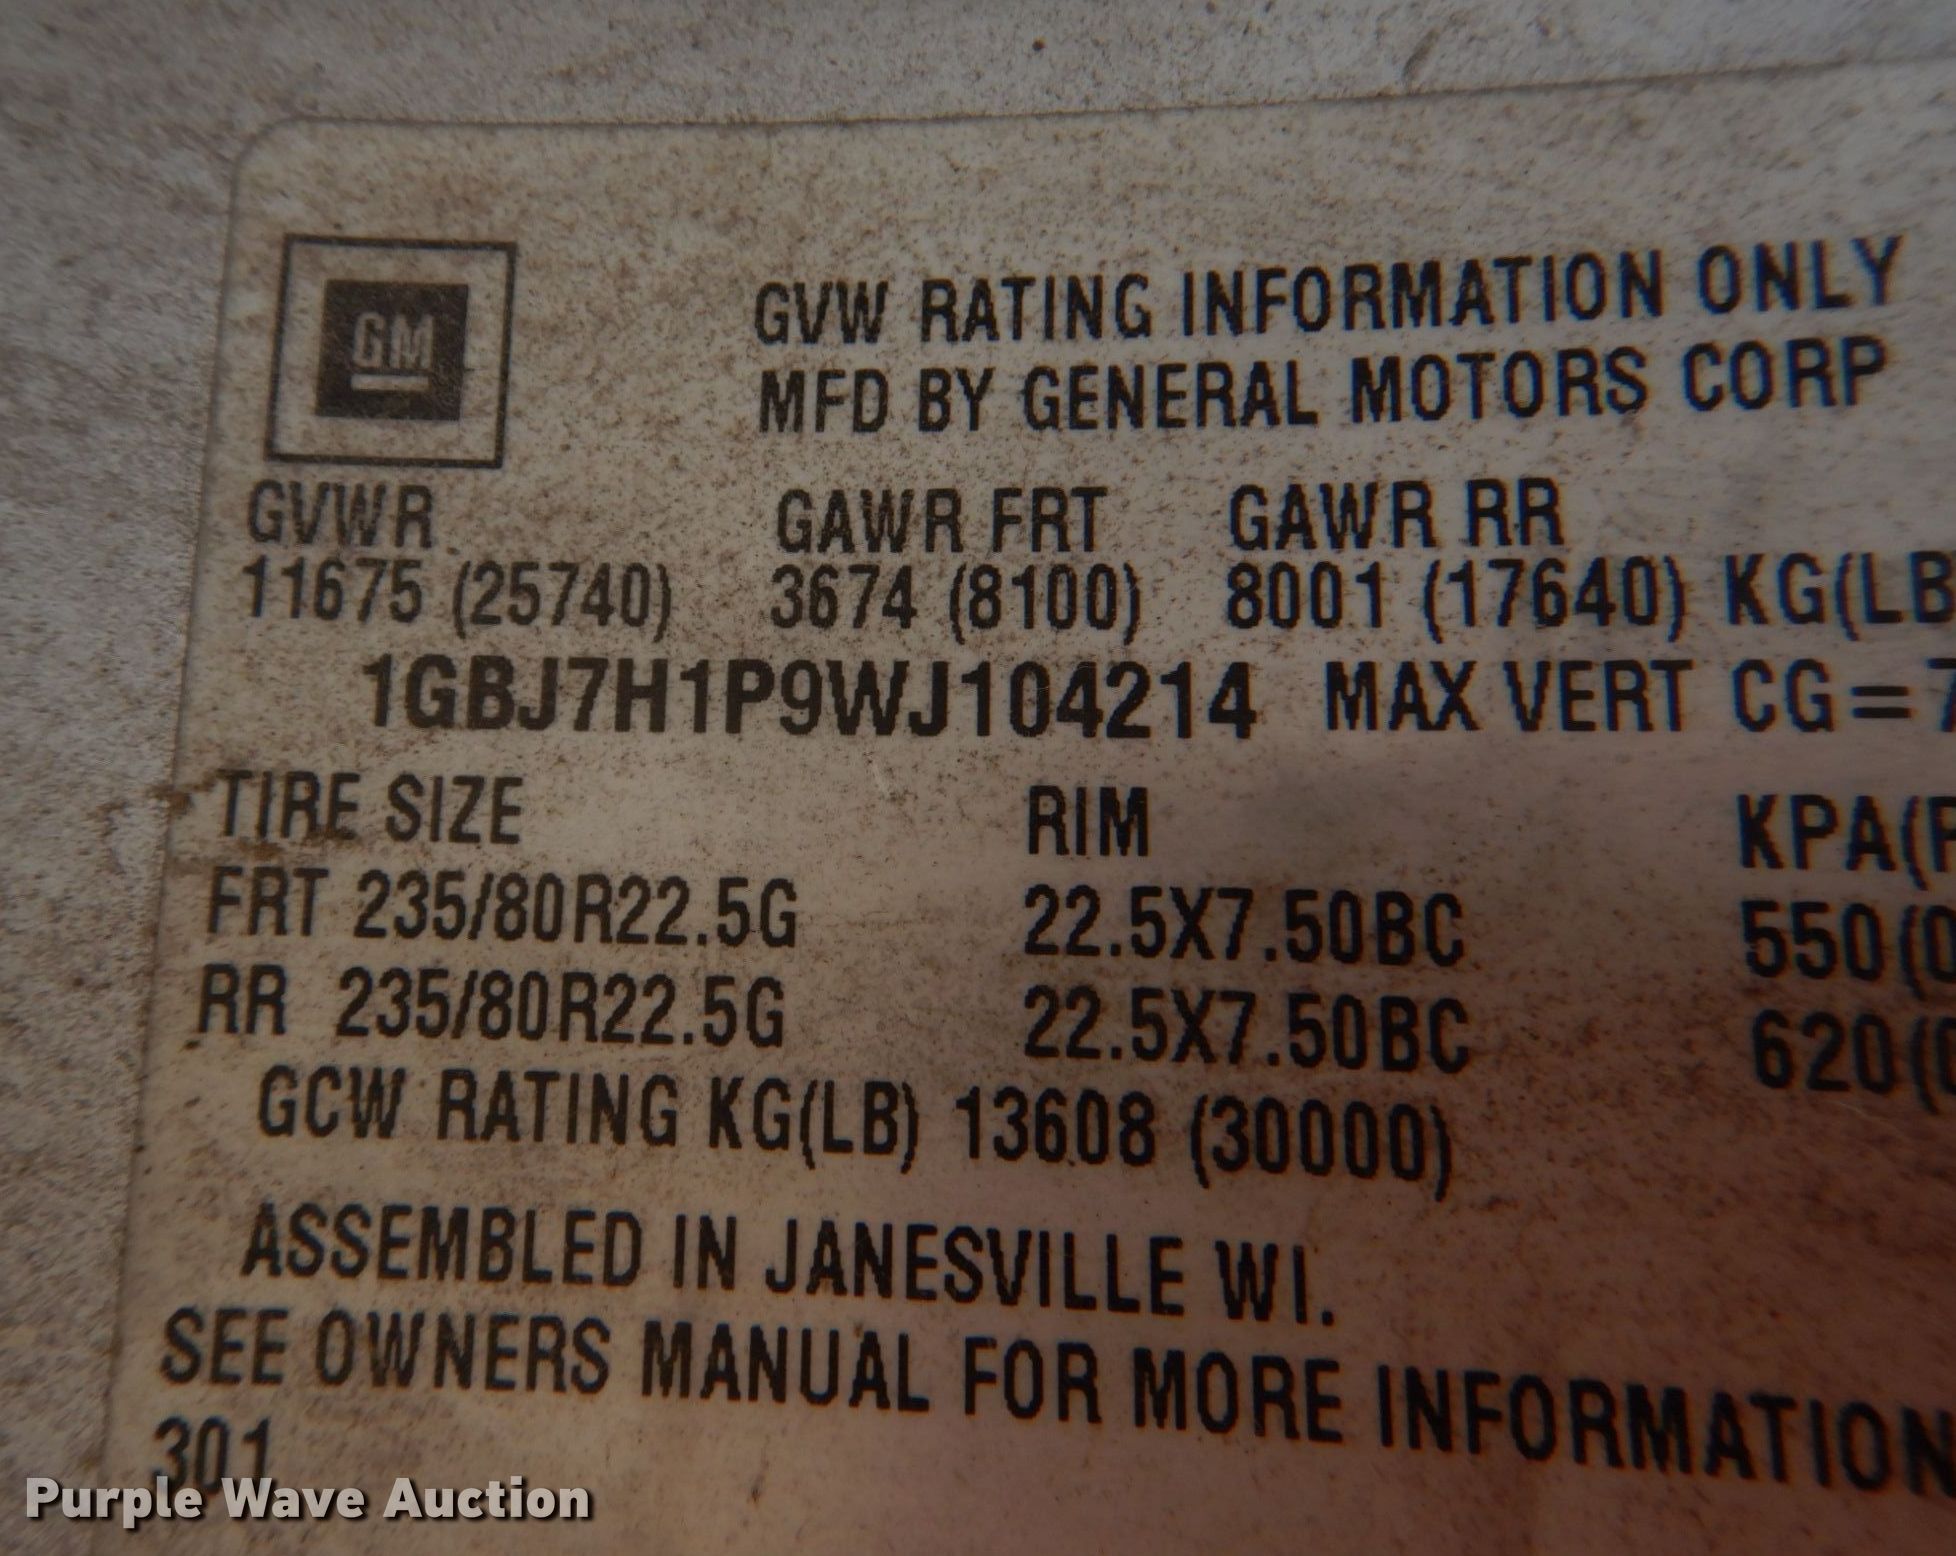 GM
GVW RATING INFORMATION ONLY
MFD BY GENERAL MOTORS CORP
GVWR GAWR FRT GAWR RR
11675 (25740) 3674 (8100) 8001 (17640) KG(LB
1GBJ7H1P9WJ104214 MAX VERT CG=7
TIRE SIZE RIM KPA(P
FRT 235/80R22.5G 22.5X7.50BC 550(
RR 235/80R22.5G 22.5X7.50BC 620(
GCW RATING KG(LB) 13608 (30000)
ASSEMBLED IN JANESVILLE WI.
SEE OWNERS MANUAL FOR MORE INFORMATION
301
Purple Wave Auction